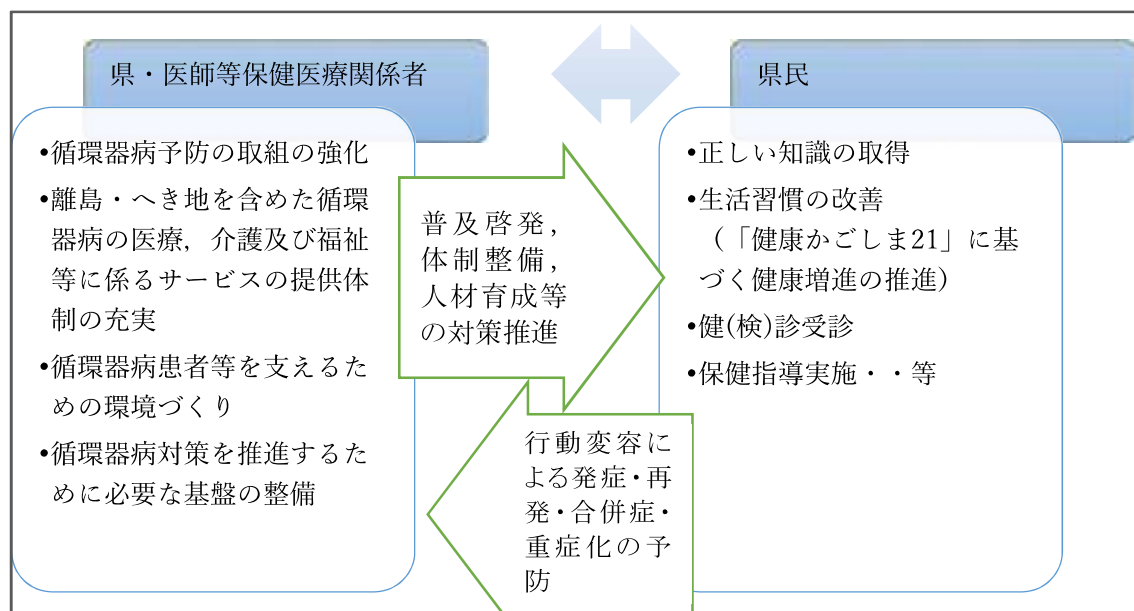 県・医師等保健医療関係者
•循環器病予防の取組の強化
•離島・へき地を含めた循環
器病の医療，介護及び福祉
等に係るサービスの提供体
制の充実
•循環器病患者等を支えるた
めの環境づくり
•循環器病対策を推進するた
めに必要な基盤の整備
普及啓発，
体制整備，
人材育成等
の対策推進
行動変容に
よる発症・再
発・合併症・
重症化の予
防
県民
•正しい知識の取得
•生活習慣の改善
（「健康かごしま21」に基
づく健康増進の推進）
•健(検)診受診
•保健指導実施・・等